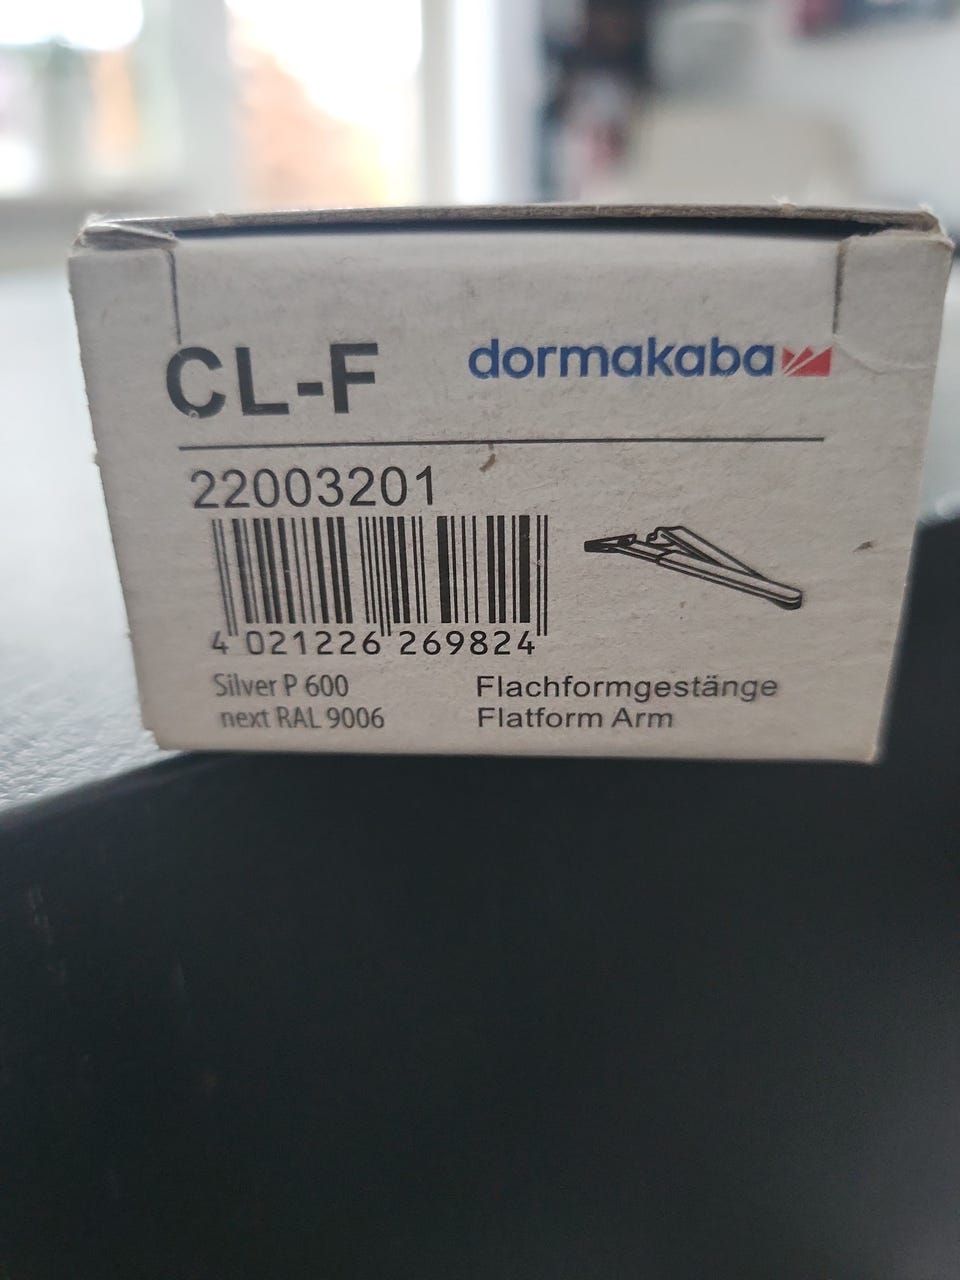 CL-F dormakaba
22003201
4 021226 269824
Silver P 600
next RAL 9006
Flachformgestänge
Flatform Arm